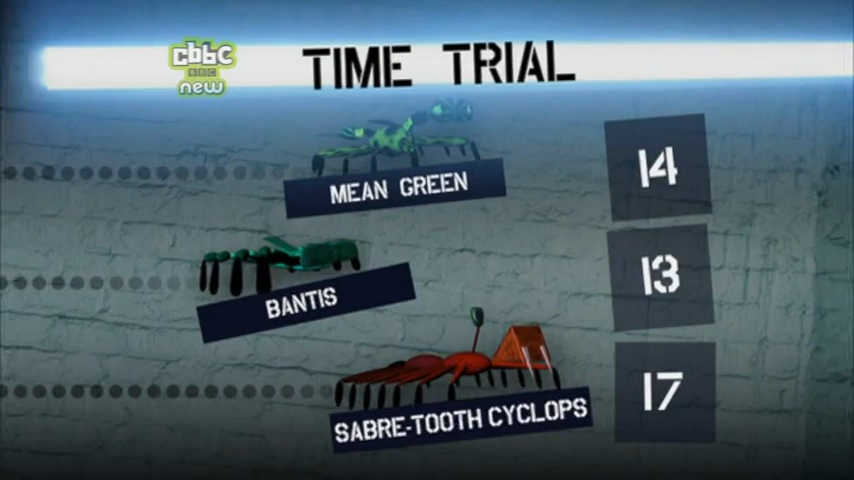 cbbc
BBC
new
TIME TRIAL
MEAN GREEN
14
BANTIS
13
SABRE-TOOTH CYCLOPS
17